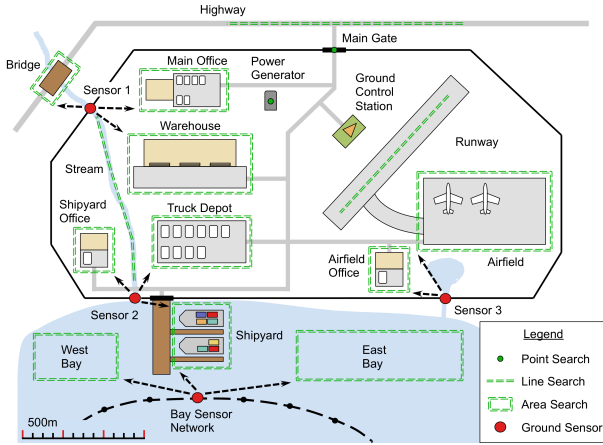 Highway
Main Gate
Bridge
Main Office
Power
Generator
Sensor 1
Ground
Control
Station
Warehouse
Runway
Stream
Shipyard
Office
Truck Depot
Airfield
Office
Airfield
Sensor 2
Sensor 3
Shipyard
West
Bay
East
Bay
Bay Sensor
Network
500m
Legend
Point Search
Line Search
Area Search
Ground Sensor